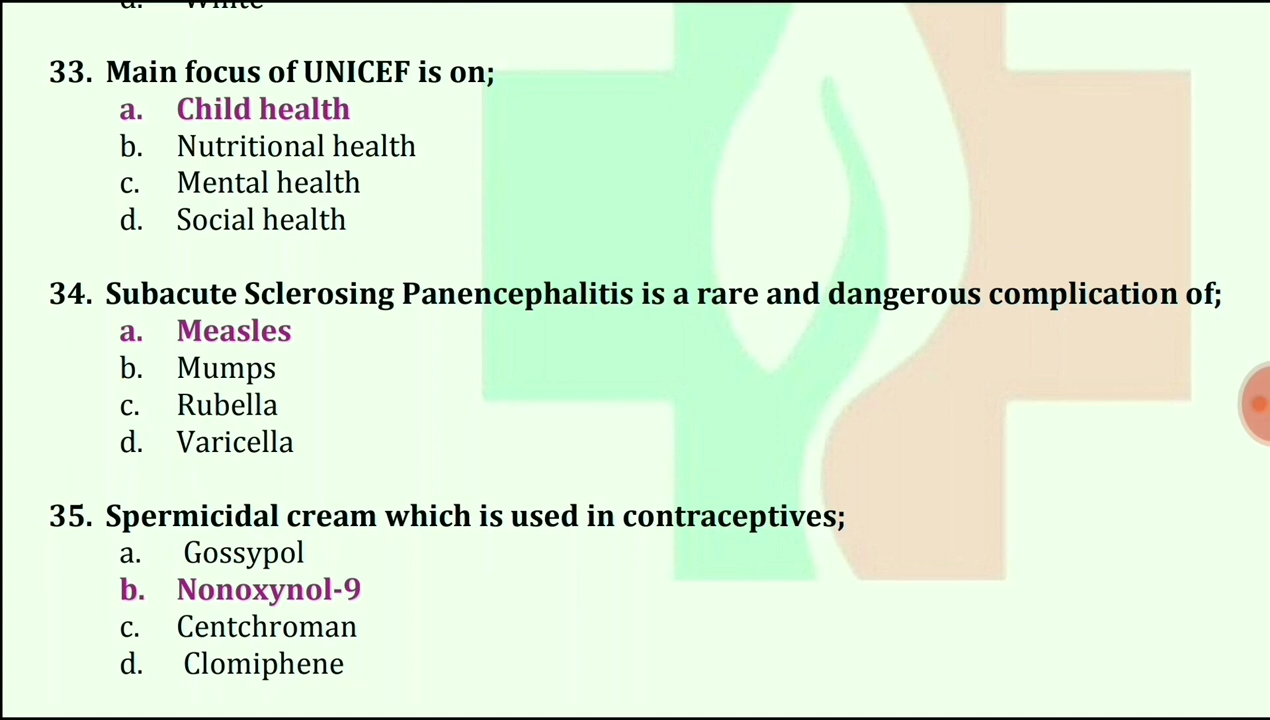 33. Main focus of UNICEF is on;
a. Child health
b. Nutritional health
c. Mental health
d. Social health
34. Subacute Sclerosing Panencephalitis is a rare and dangerous complication of;
a. Measles
b. Mumps
c. Rubella
d. Varicella
35. Spermicidal cream which is used in contraceptives;
a. Gossypol
b. Nonoxynol-9
c. Centchroman
d. Clomiphene